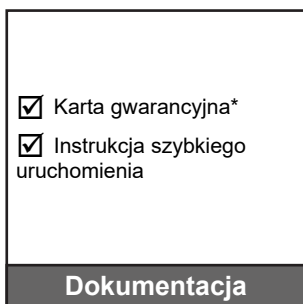 ☑ Karta gwarancyjna*
☑ Instrukcja szybkiego
uruchomienia
Dokumentacja